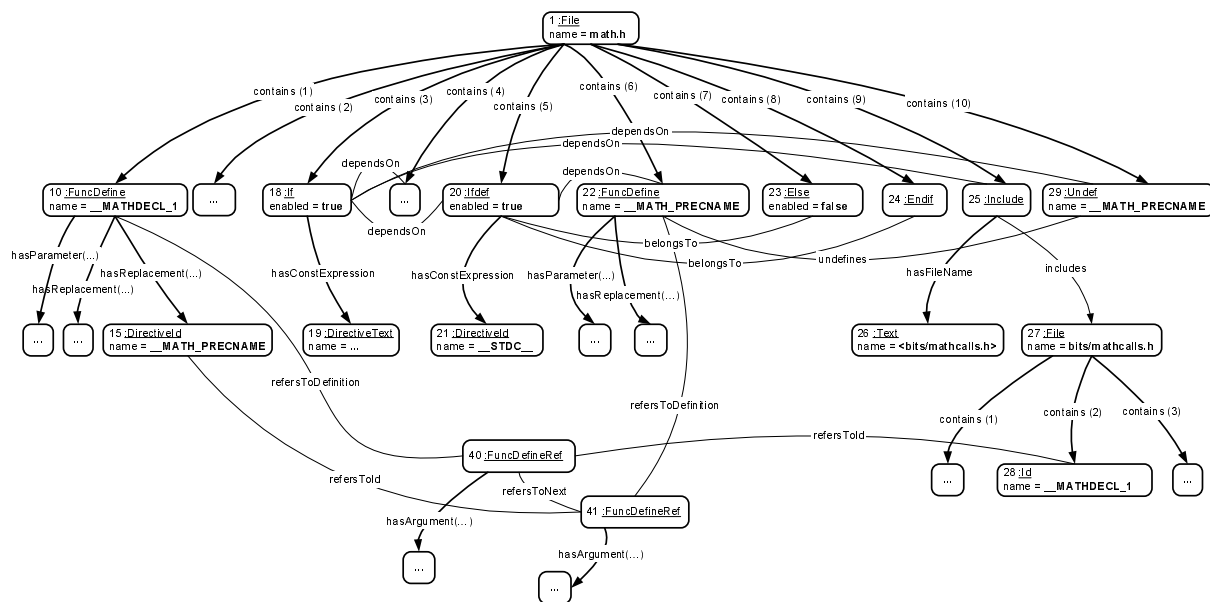 1 :File
name = math.h
contains (1)
contains (2)
contains (3)
contains (4)
contains (5)
contains (6)
contains (7)
contains (8)
contains (9)
contains (10)
dependsOn
dependsOn
dependsOn
dependsOn
dependsOn
10 :FuncDefine
name = __MATHDECL_1
...
18 :If
enabled = true
...
20 :Ifdef
enabled = true
22 :FuncDefine
name = __MATH_PRECNAME
23 :Else
enabled = false
24 :Endif
25 :Include
29 :Undef
name = __MATH_PRECNAME
belongsTo
belongsTo
undefines
hasParameter(...)
hasReplacement(...)
hasReplacement(...)
hasConstExpression
hasConstExpression
hasParameter(...)
hasReplacement(...)
hasFileName
includes
...
...
15 :DirectiveId
name = __MATH_PRECNAME
19 :DirectiveText
name = ...
21 :DirectiveId
name = __STDC__
...
...
26 :Text
name = <bits/mathcalls.h>
27 :File
name = bits/mathcalls.h
refersToDefinition
refersToDefinition
contains (1)
contains (2)
contains (3)
refersToId
40 :FuncDefineRef
refersToId
refersToNext
...
28 :Id
name = __MATHDECL_1
...
41 :FuncDefineRef
hasArgument(...)
hasArgument(...)
...
...